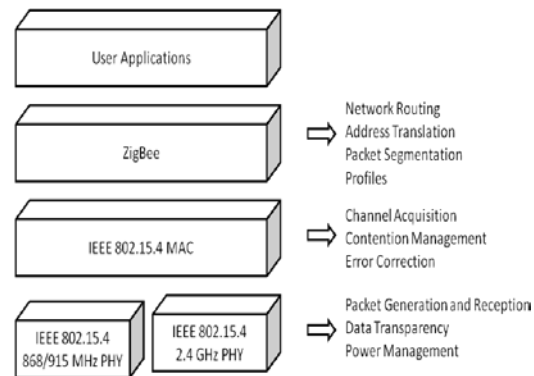 User Applications
ZigBee
Network Routing
Address Translation
Packet Segmentation
Profiles
IEEE 802.15.4 MAC
Channel Acquisition
Contention Management
Error Correction
IEEE 802.15.4
868/915 MHz PHY
IEEE 802.15.4
2.4 GHz PHY
Packet Generation and Reception
Data Transparency
Power Management